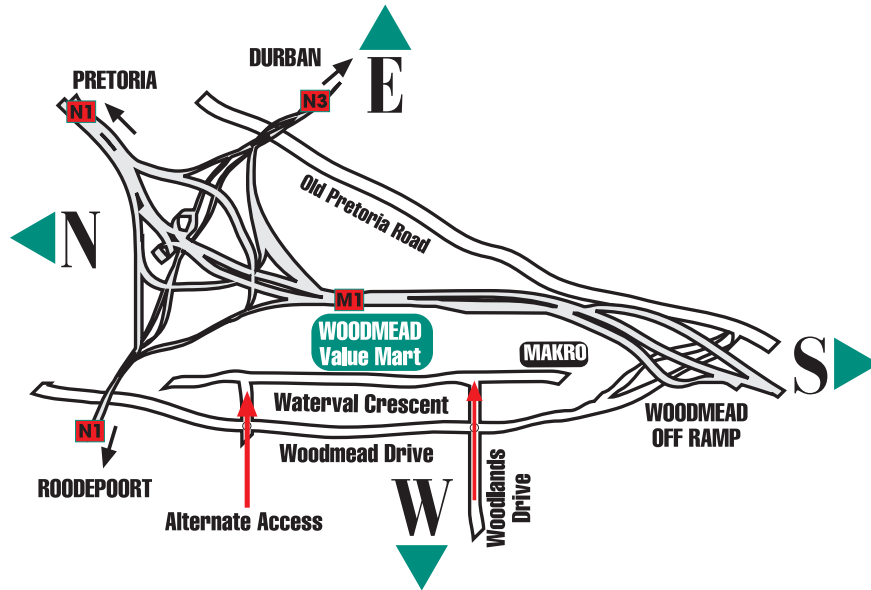 DURBAN
E
PRETORIA
N1
N3
Old Pretoria Road
N
M1
WOODMEAD
Value Mart
MAKRO
S
Waterval Crescent
WOODMEAD
OFF RAMP
N1
Woodmead Drive
ROODEPOORT
W
Woodlands
Drive
Alternate Access